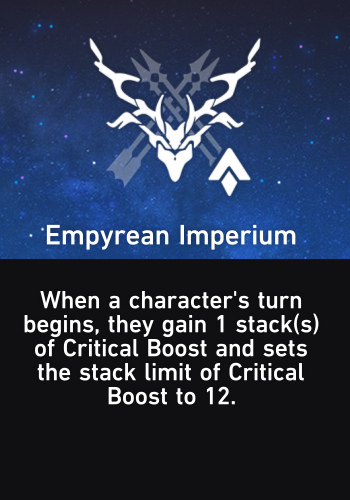 Empyrean Imperium
When a character's turn
begins, they gain 1 stack(s)
of Critical Boost and sets
the stack limit of Critical
Boost to 12.